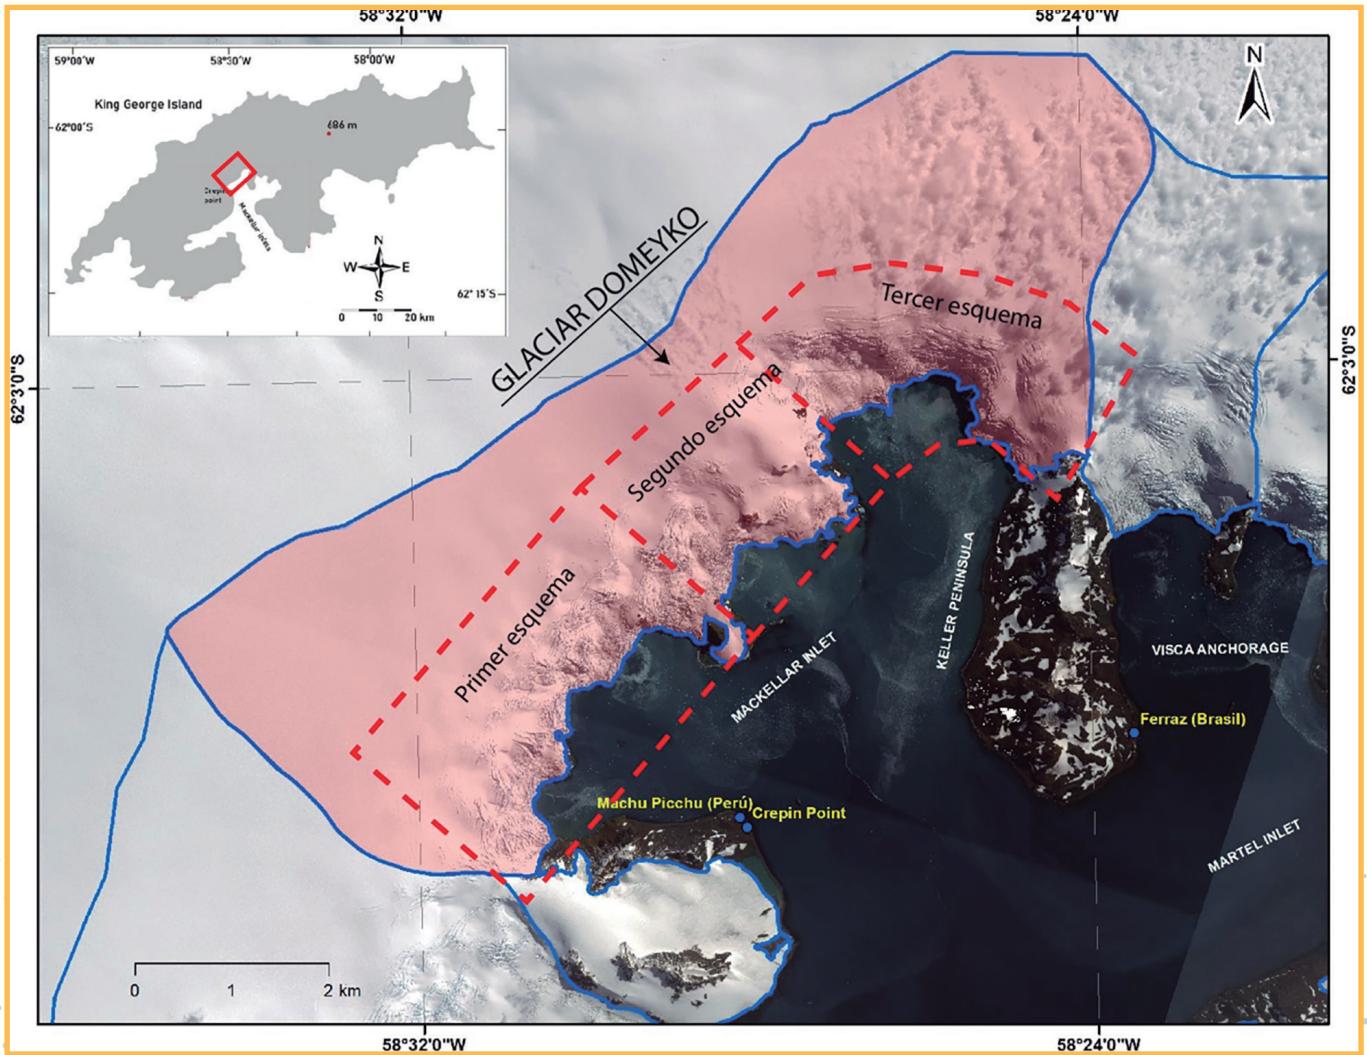 58°32'0"W
58°24'0"W
59°00'W
58°30'W
58°00'W
King George Island
62°00'S
686 m
Crepin
point
Mackellar Inlet
N
W
E
S
62° 15'S
0
10
20 km
N
GLACIAR DOMEYKO
Tercer esquema
Segundo esquema
Primer esquema
62°3'0"S
62°3'0"S
KELLER PENINSULA
MACKELLAR INLET
VISCA ANCHORAGE
Ferraz (Brasil)
Machu Picchu (Perú)
Crepin Point
MARTEL INLET
0
1
2 km
58°32'0"W
58°24'0"W